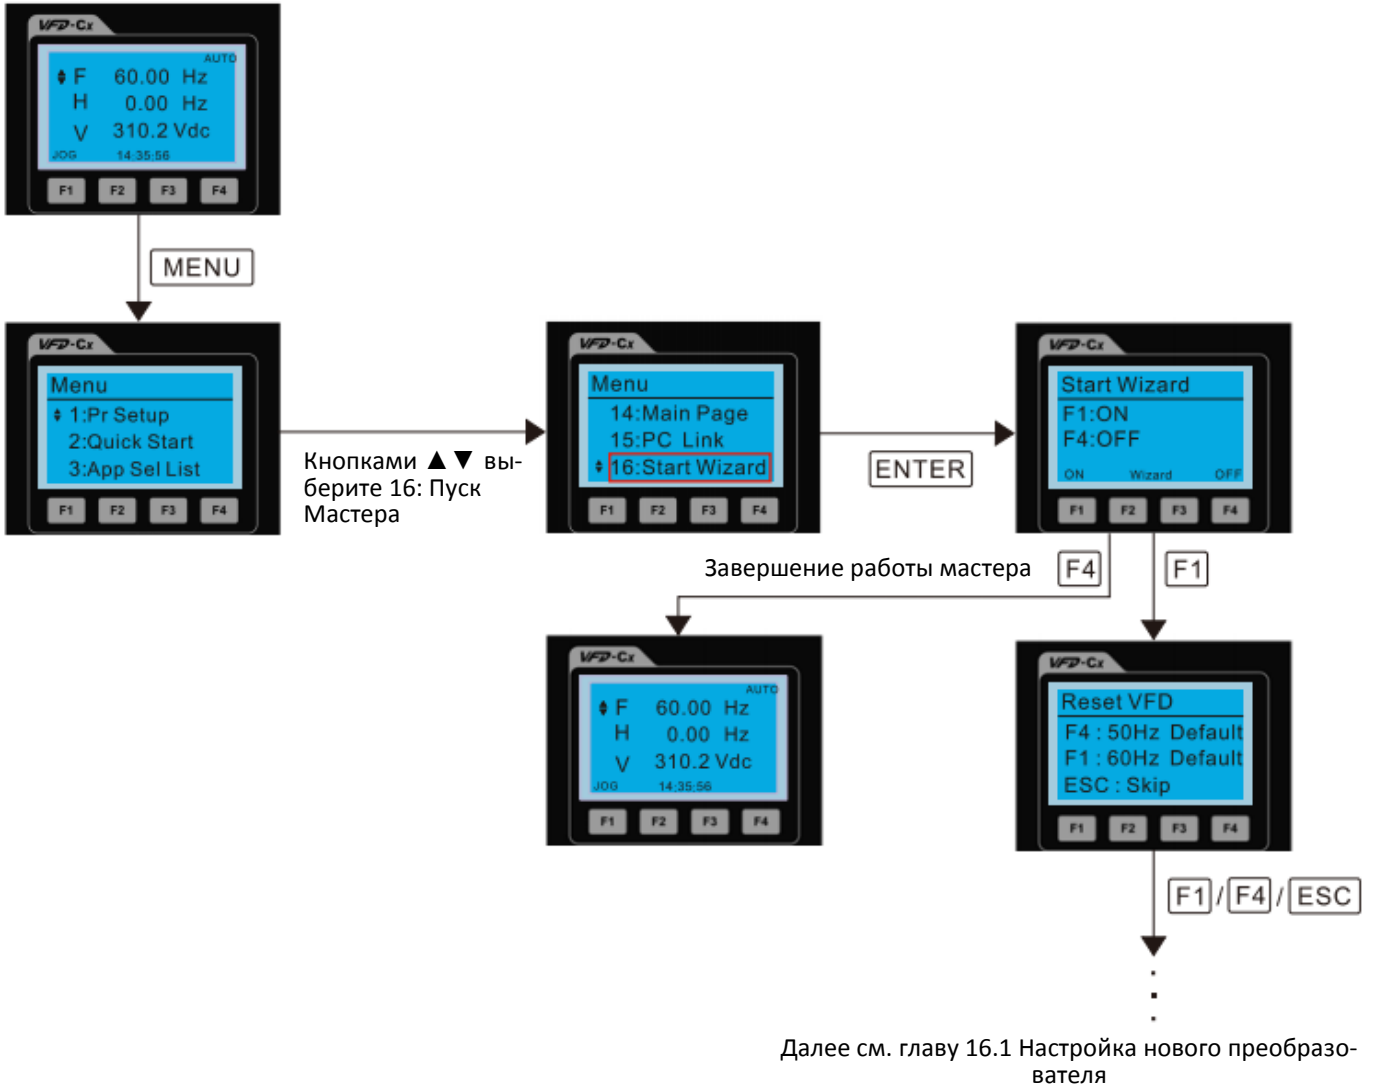 VFD-Cx
AUTO
F 60.00 Hz
H 0.00 Hz
V 310.2 Vdc
JOG 14:35:56
F1 F2 F3 F4
MENU
VFD-Cx
Menu
1:Pr Setup
2:Quick Start
3:App Sel List
F1 F2 F3 F4
Кнопками ▲▼ вы-
берите 16: Пуск
Мастера
VFD-Cx
Menu
14:Main Page
15:PC Link
16:Start Wizard
F1 F2 F3 F4
ENTER
VFD-Cx
Start Wizard
F1:ON
F4:OFF
ON Wizard OFF
F1 F2 F3 F4
Завершение работы мастера
F4
F1
VFD-Cx
AUTO
F 60.00 Hz
H 0.00 Hz
V 310.2 Vdc
JOG 14:35:56
F1 F2 F3 F4
VFD-Cx
Reset VFD
F4 : 50Hz Default
F1 : 60Hz Default
ESC : Skip
F1 F2 F3 F4
F1/F4/ESC
Далее см. главу 16.1 Настройка нового преобразо-
вателя